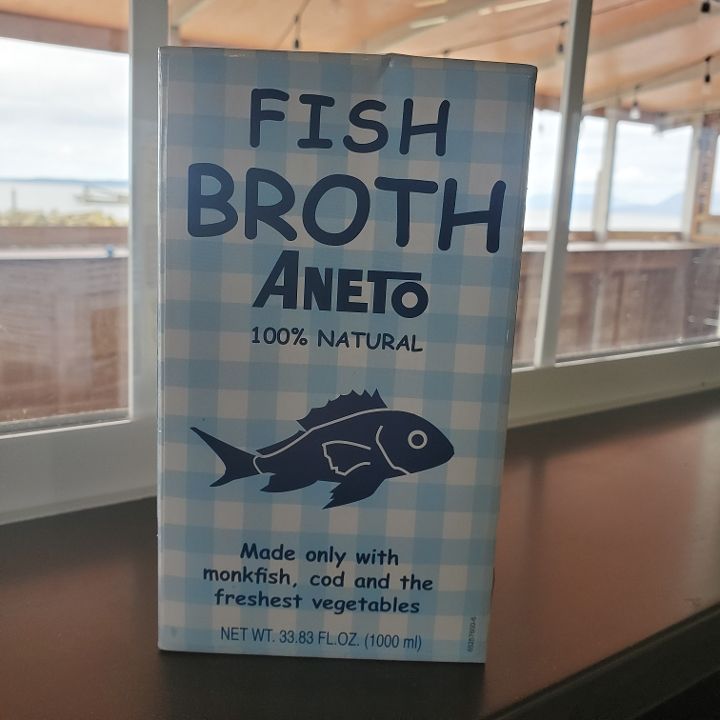 FISH
BROTH
ANETO
100% NATURAL
Made only with
monkfish, cod and the
freshest vegetables
NET WT. 33.83 FL.OZ. (1000 ml)